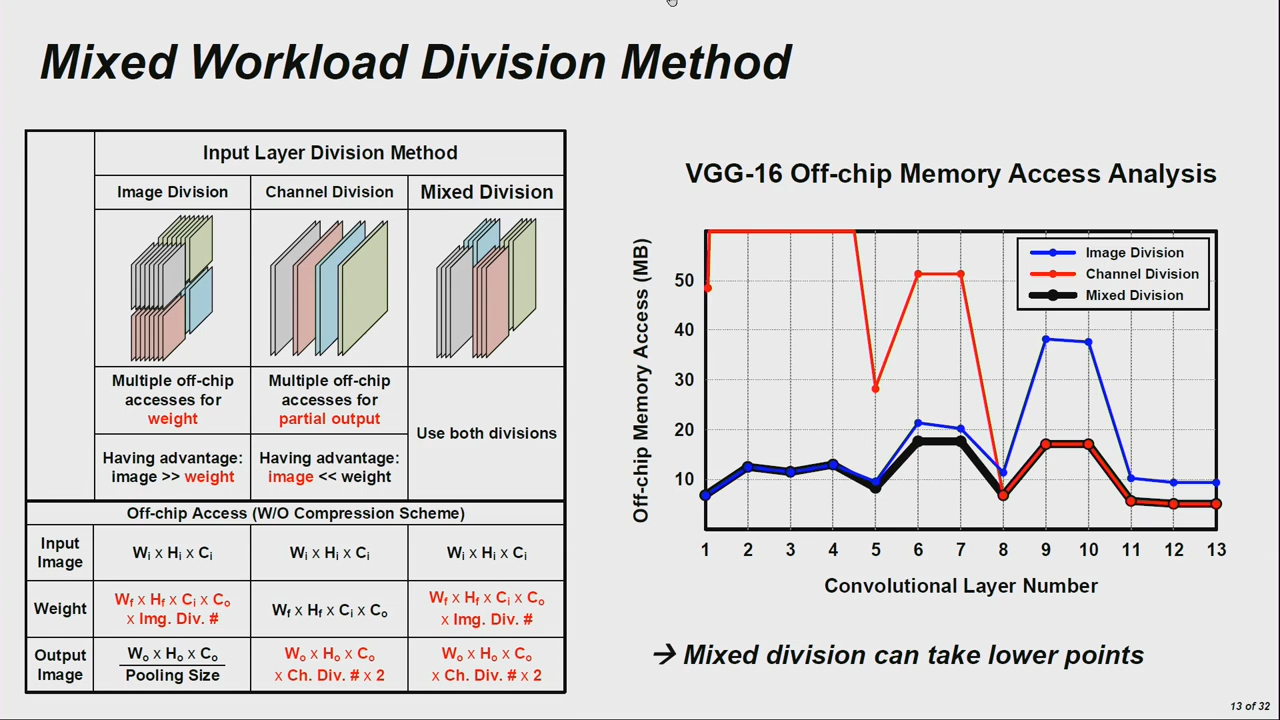 Mixed Workload Division Method
Input Layer Division Method
Image Division
Channel Division
Mixed Division
Multiple off-chip
accesses for
weight
Multiple off-chip
accesses for
partial output
Use both divisions
Having advantage:
image >> weight
Having advantage:
image << weight
Off-chip Access (W/O Compression Scheme)
Input
Image
Wi x Hi x Ci
Wi x Hi x Ci
Wi x Hi x Ci
Weight
Wf x Hf x Ci x Co
x Img. Div. #
Wf x Hf x Ci x Co
Wf x Hf x Ci x Co
x Img. Div. #
Output
Image
Wo x Ho x Co
Pooling Size
Wo x Ho x Co
x Ch. Div. # x 2
Wo x Ho x Co
x Ch. Div. # x 2
VGG-16 Off-chip Memory Access Analysis
Off-chip Memory Access (MB)
50
40
30
20
10
Image Division
Channel Division
Mixed Division
1 2 3 4 5 6 7 8 9 10 11 12 13
Convolutional Layer Number
→ Mixed division can take lower points
13 of 32